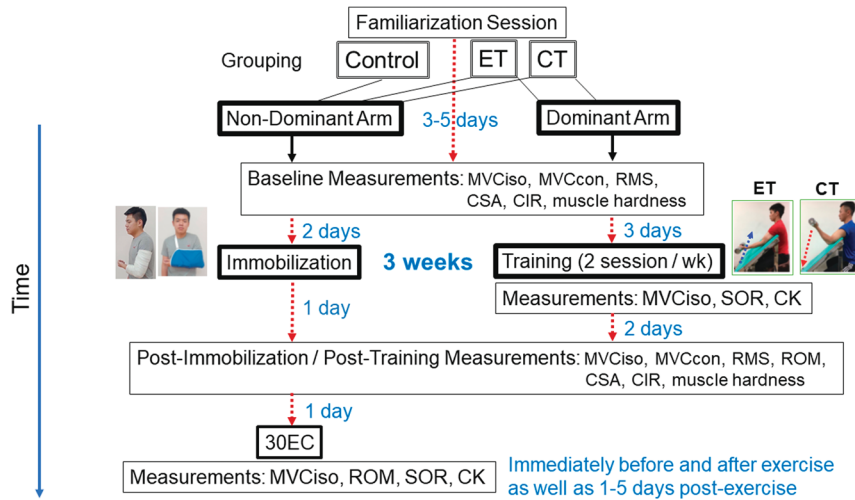 Familiarization Session
Grouping
Control
ET
CT
Non-Dominant Arm
3-5 days
Dominant Arm
Baseline Measurements: MVCiso, MVCcon, RMS,
CSA, CIR, muscle hardness
ET
CT
2 days
3 days
Immobilization
3 weeks
Training (2 session / wk)
Measurements: MVCiso, SOR, CK
Time
1 day
2 days
Post-Immobilization / Post-Training Measurements: MVCiso, MVCcon, RMS, ROM,
CSA, CIR, muscle hardness
1 day
30EC
Measurements: MVCiso, ROM, SOR, CK
Immediately before and after exercise
as well as 1-5 days post-exercise